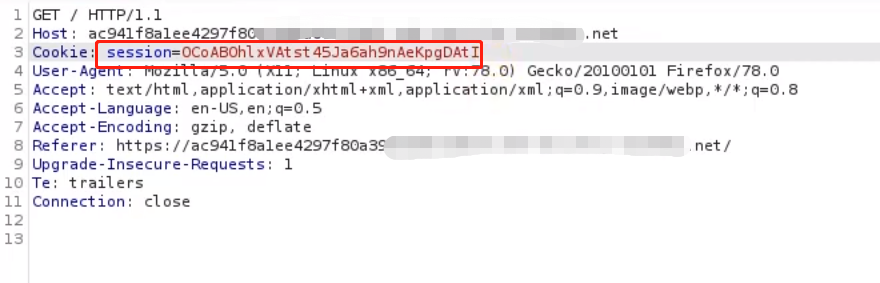 1 GET / HTTP/1.1
2 Host: ac941f8a1ee4297f80 .net
3 Cookie: session=OCoABOhlxVAtst45Ja6ah9nAeKpgDAtI
4 User-Agent: Mozilla/5.0 (X11; Linux x86_64; rv:78.0) Gecko/20100101 Firefox/78.0
5 Accept: text/html,application/xhtml+xml,application/xml;q=0.9,image/webp,*/*;q=0.8
6 Accept-Language: en-US,en;q=0.5
7 Accept-Encoding: gzip, deflate
8 Referer: https://ac941f8a1ee4297f80a39 .net/
9 Upgrade-Insecure-Requests: 1
10 Te: trailers
11 Connection: close
12
13